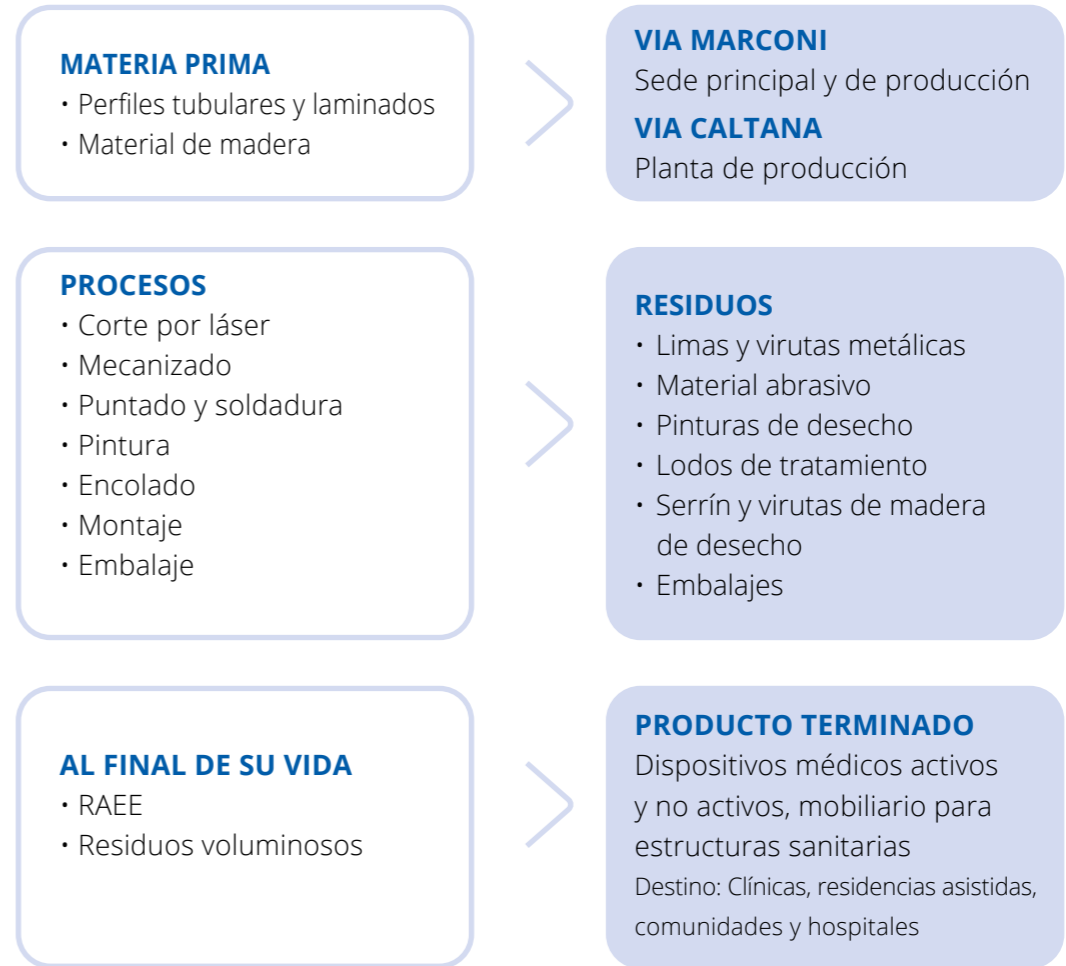 MATERIA PRIMA
· Perfiles tubulares y laminados
· Material de madera
VIA MARCONI
Sede principal y de producción
VIA CALTANA
Planta de producción
PROCESOS
· Corte por láser
· Mecanizado
· Puntado y soldadura
· Pintura
· Encolado
· Montaje
· Embalaje
RESIDUOS
· Limas y virutas metálicas
· Material abrasivo
· Pinturas de desecho
· Lodos de tratamiento
· Serrín y virutas de madera
de desecho
· Embalajes
AL FINAL DE SU VIDA
· RAEE
· Residuos voluminosos
PRODUCTO TERMINADO
Dispositivos médicos activos
y no activos, mobiliario para
estructuras sanitarias
Destino: Clínicas, residencias asistidas,
comunidades y hospitales